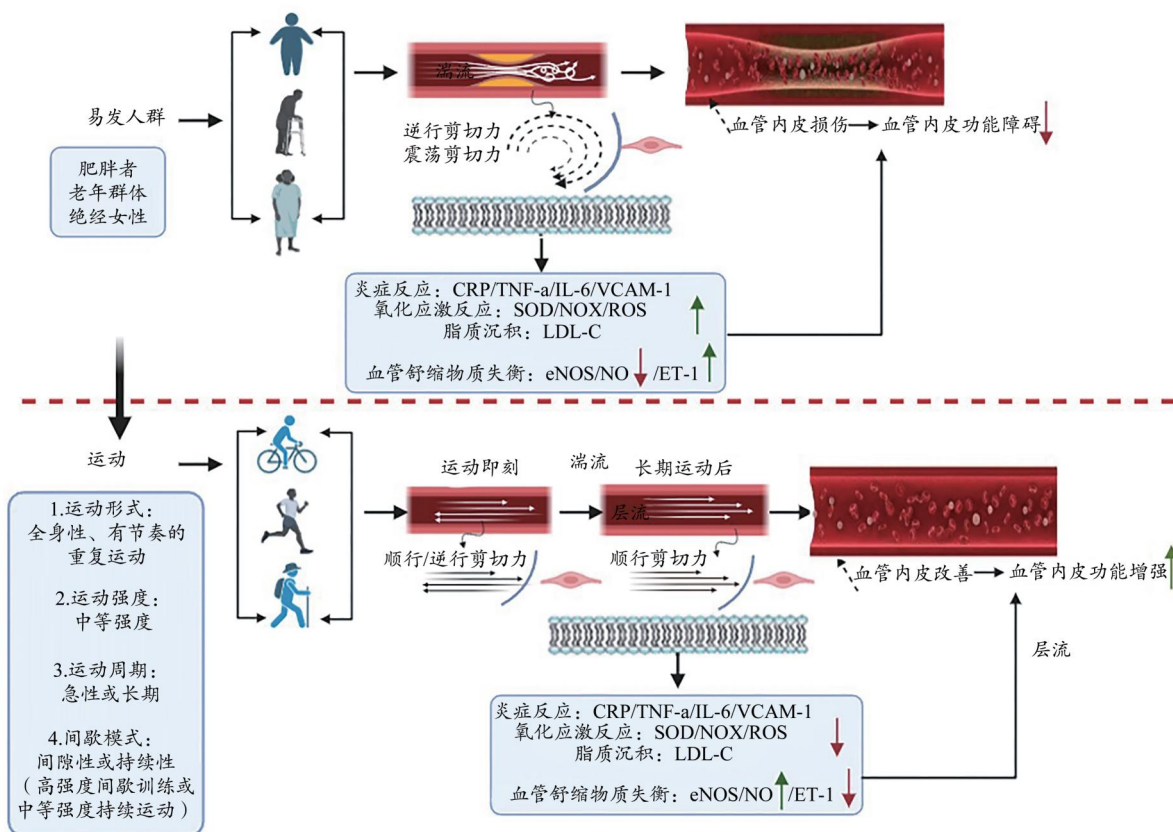 易发人群
肥胖者
老年群体
绝经女性
湍流
逆行剪切力
震荡剪切力
血管内皮损伤
血管内皮功能障碍
炎症反应：CRP/TNF-a/IL-6/VCAM-1
氧化应激反应：SOD/NOX/ROS
脂质沉积：LDL-C
血管舒缩物质失衡：eNOS/NO /ET-1
运动
1.运动形式：
全身性、有节奏的
重复运动
2.运动强度：
中等强度
3.运动周期：
急性或长期
4.间歇模式：
间隙性或持续性
（高强度间歇训练或
中等强度持续运动）
运动即刻
湍流
长期运动后
层流
顺行/逆行剪切力
顺行剪切力
血管内皮改善
血管内皮功能增强
层流
炎症反应：CRP/TNF-a/IL-6/VCAM-1
氧化应激反应：SOD/NOX/ROS
脂质沉积：LDL-C
血管舒缩物质失衡：eNOS/NO /ET-1